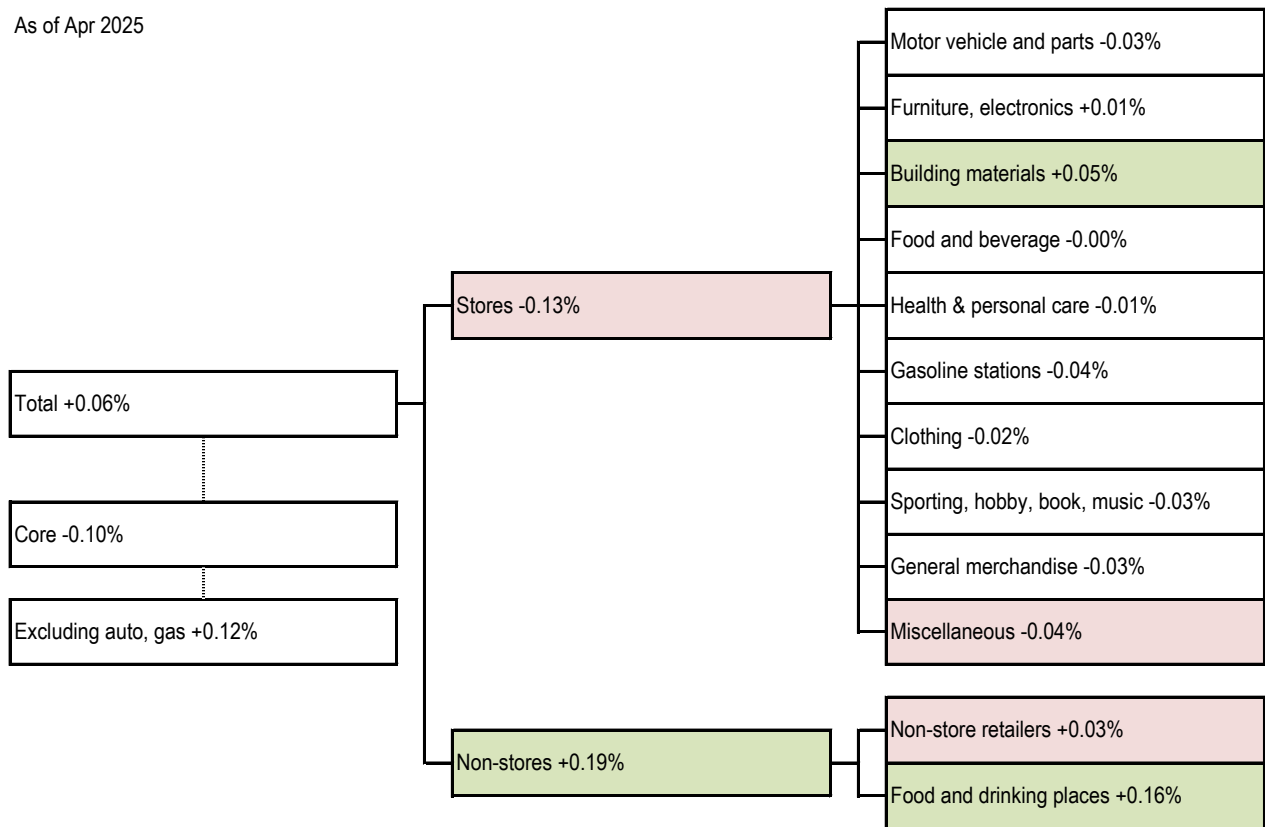 As of Apr 2025
Total +0.06%
Core -0.10%
Excluding auto, gas +0.12%
Stores -0.13%
Non-stores +0.19%
Motor vehicle and parts -0.03%
Furniture, electronics +0.01%
Building materials +0.05%
Food and beverage -0.00%
Health & personal care -0.01%
Gasoline stations -0.04%
Clothing -0.02%
Sporting, hobby, book, music -0.03%
General merchandise -0.03%
Miscellaneous -0.04%
Non-store retailers +0.03%
Food and drinking places +0.16%